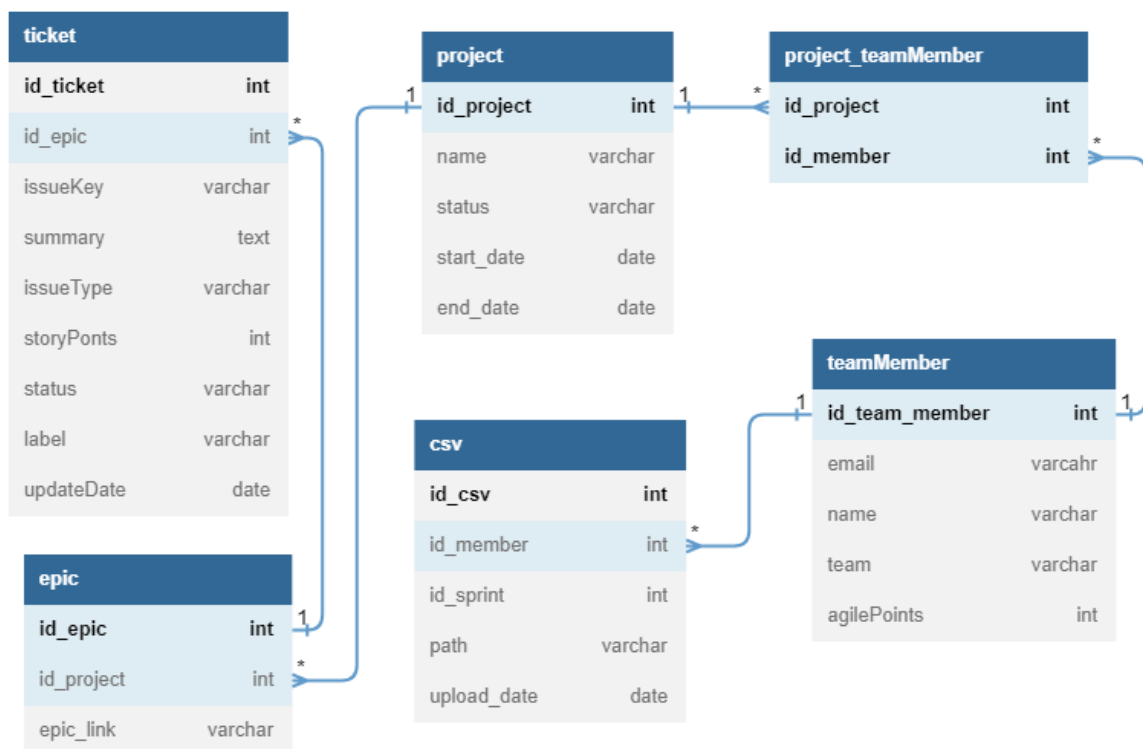 ticket
id_ticket int
id_epic int
issueKey varchar
summary text
issueType varchar
storyPonts int
status varchar
label varchar
updateDate date
*
epic
id_epic int
1
id_project int
*
epic_link varchar
project
1
id_project int
1
name varchar
status varchar
start_date date
end_date date
project_teamMember
*
id_project int
id_member int
*
csv
id_csv int
id_member int
*
id_sprint int
path varchar
upload_date date
teamMember
1
id_team_member int
1
email varcahr
name varchar
team varchar
agilePoints int